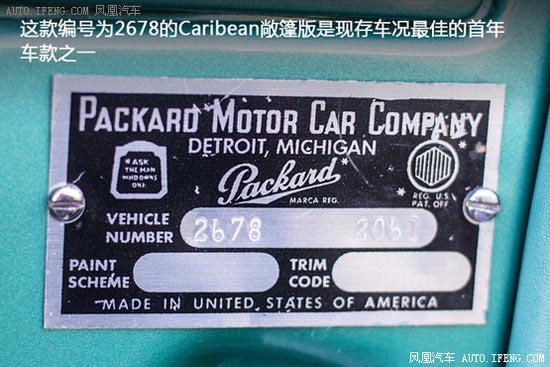 AUTO.IFENG.COM 凤凰汽车
这款编号为2678的Caribean敞篷版是现存车况最佳的首年
车款之一
PACKARD MOTOR CAR COMPANY
DETROIT, MICHIGAN
"ASK
THE MAN
WHO OWNS
ONE"
Packard
MARCA REG.
REG. U.S.
PAT. OFF
VEHICLE
NUMBER
2678 2061
PAINT
SCHEME
TRIM
CODE
MADE IN UNITED STATES OF AMERICA
凤凰汽车
AUTO.IFENG.COM